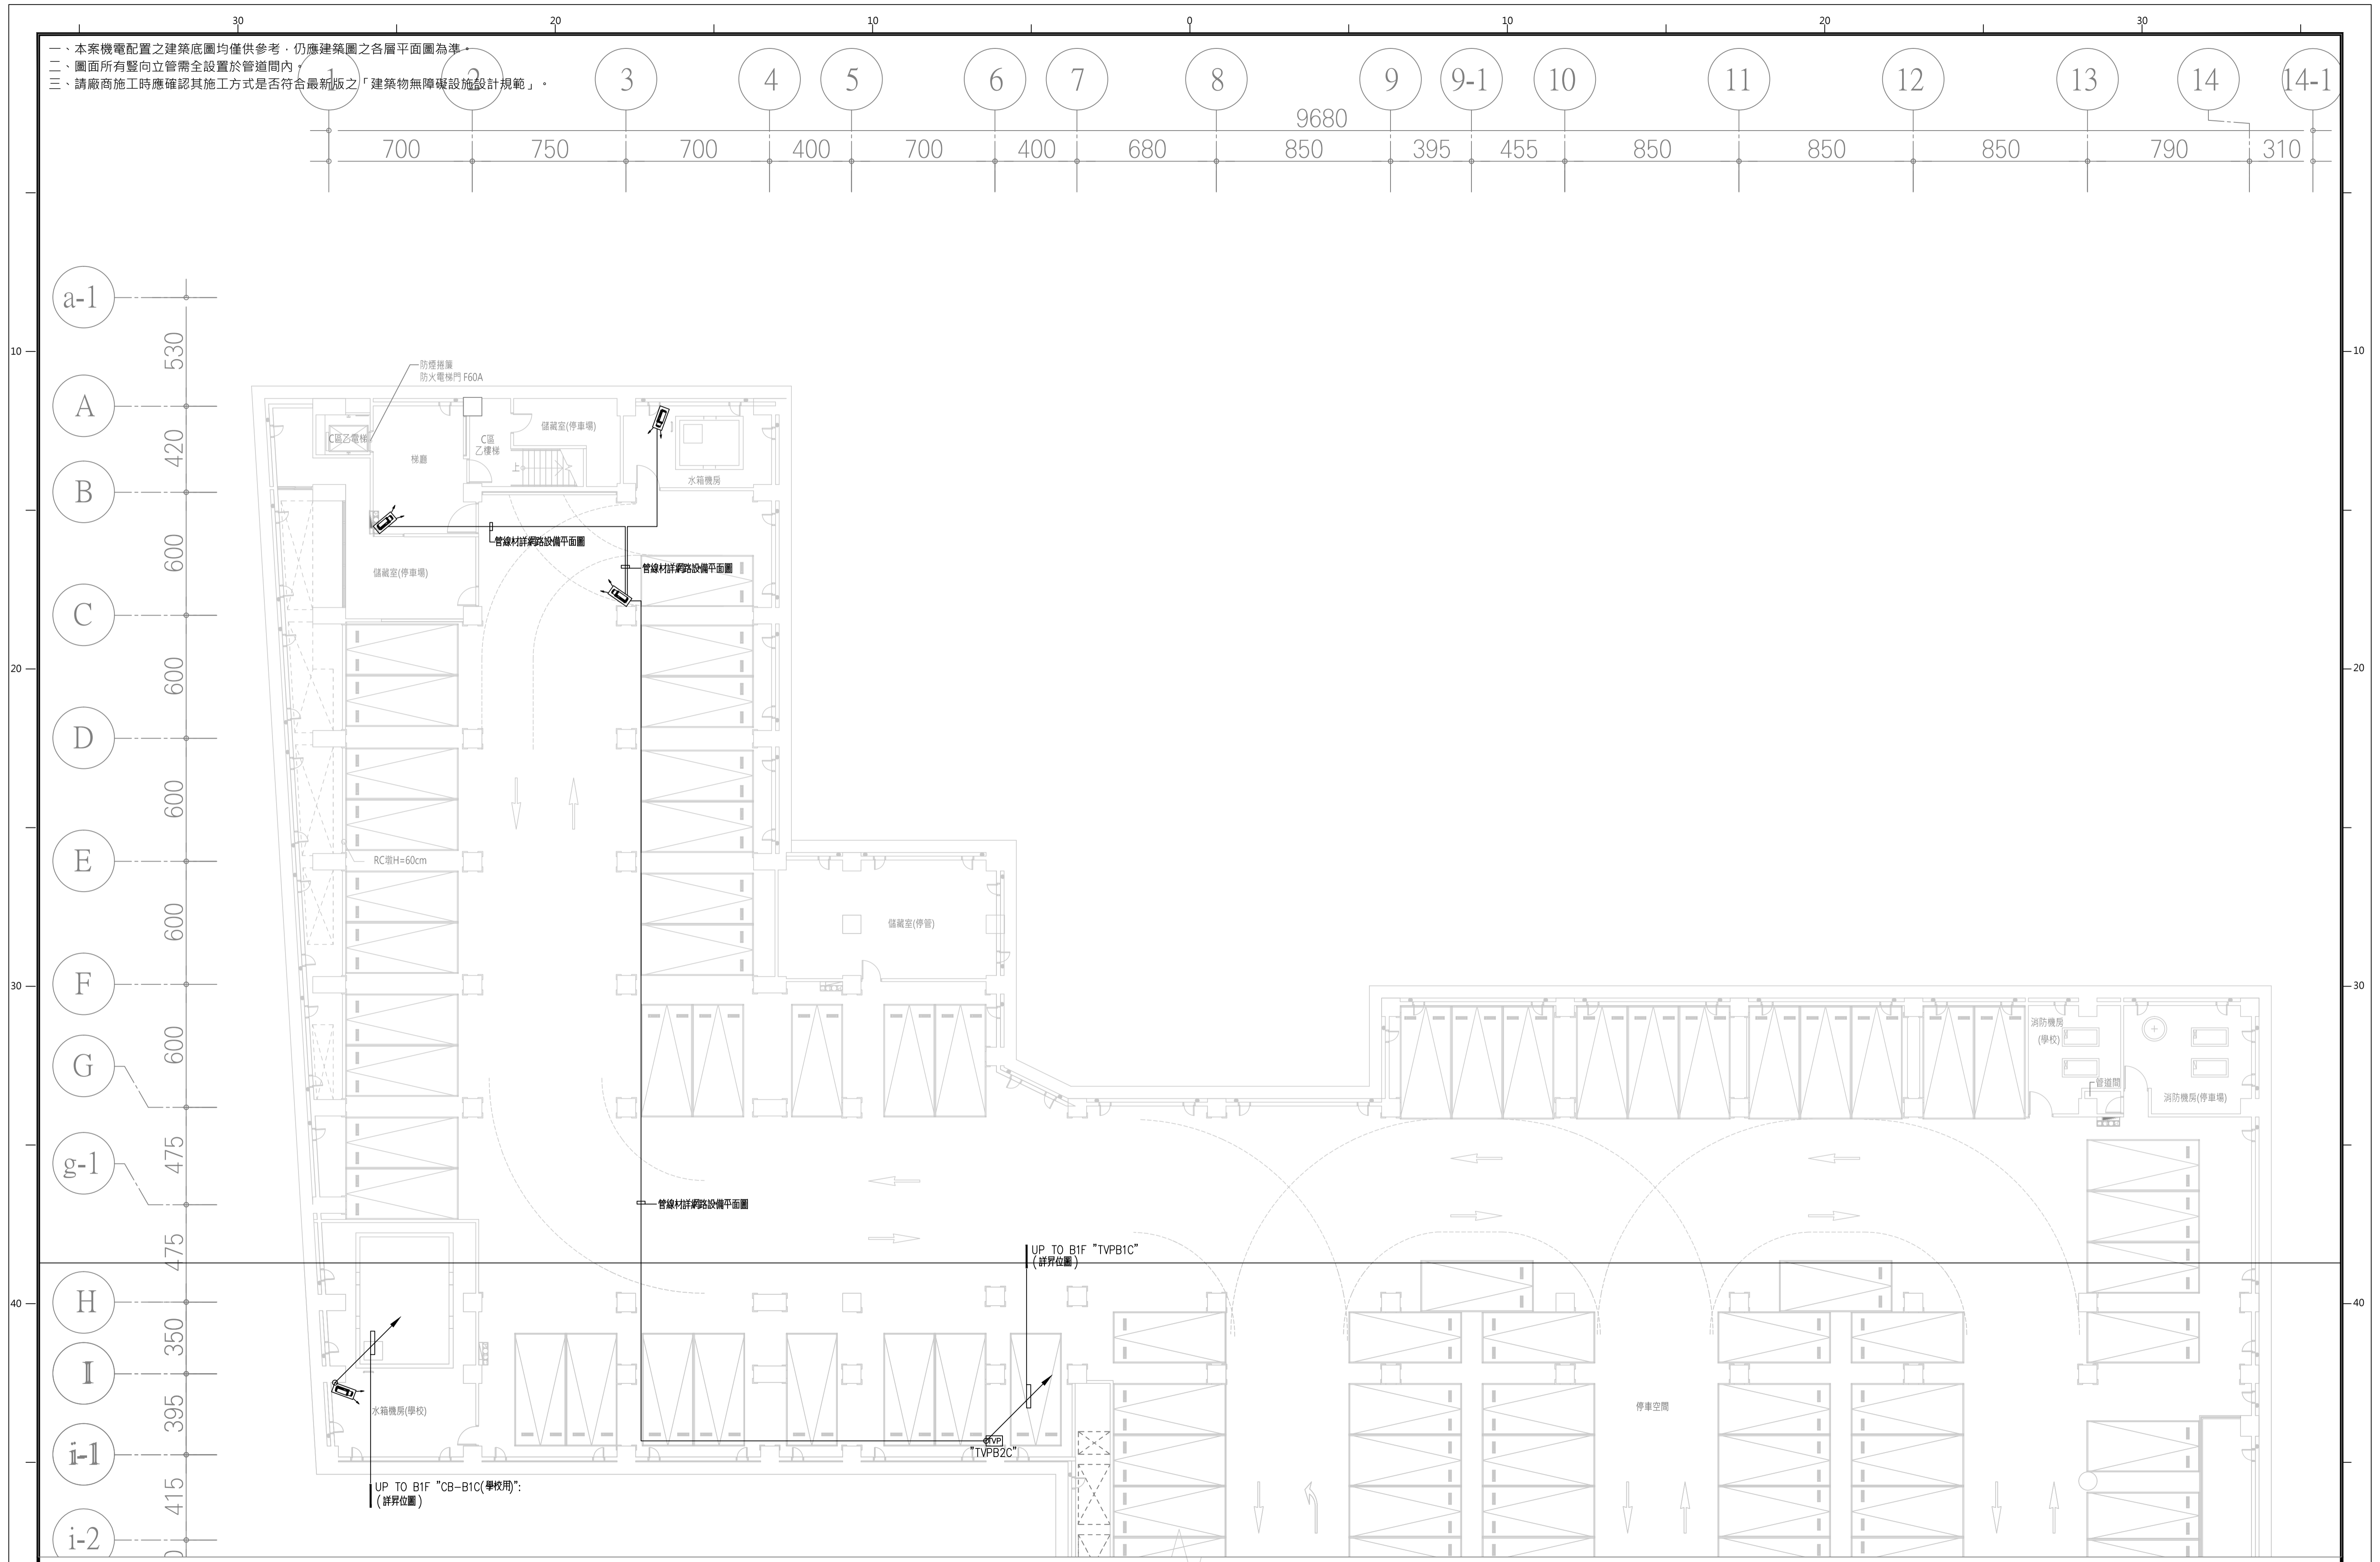 30 20 10 0 10 20 30
一、本案機電配置之建築底圖均僅供參考，仍應建築圖之各層平面圖為準。
二、圖面所有豎向立管需全設置於管道間內。
三、請廠商施工時應確認其施工方式是否符合最新版之「建築物無障礙設施設計規範」。
1 2 3 4 5 6 7 8 9 9-1 10 11 12 13 14 14-1
9680
700 750 700 400 700 400 680 850 395 455 850 850 850 790 310
a-1
530
10 10
防煙捲簾
防火電梯門 F60A
A
C區乙電梯
梯廳
C區
乙樓梯
儲藏室(停車場)
上
水箱機房
420
B
管線材詳網路設備平面圖
600
管線材詳網路設備平面圖
儲藏室(停車場)
C
20 20
600
D
600
E
RC墩H=60cm
儲藏室(停管)
600
F
30 30
600
消防機房
(學校)
管道間
消防機房(停車場)
G
475
g-1
管線材詳網路設備平面圖
475
UP TO B1F "TVPB1C"
(詳昇位圖)
H
40 40
350
I
395
水箱機房(學校)
停車空間
TVP
"TVPB2C"
i-1
UP TO B1F "CB-B1C(學校用)":
(詳昇位圖)
415
i-2